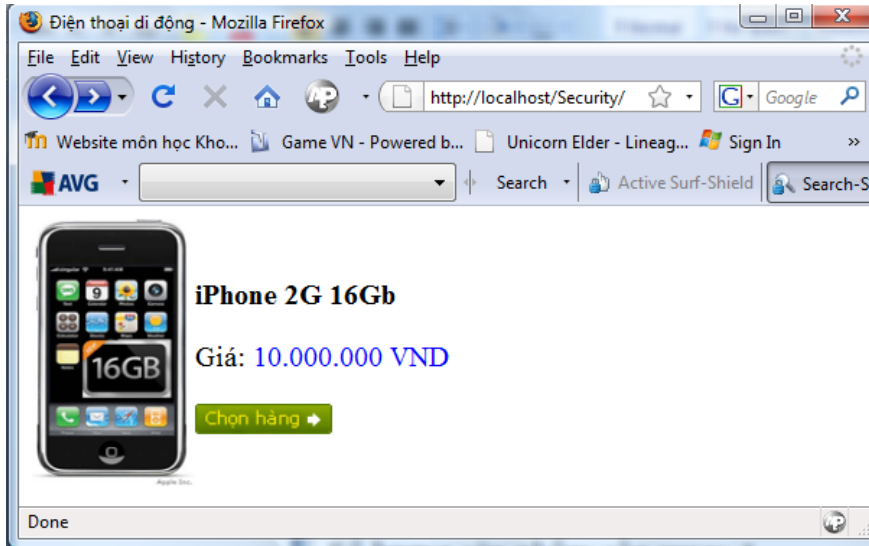 Điện thoại di động - Mozilla Firefox
File Edit View History Bookmarks Tools Help
http://localhost/Security/ Google
Website môn học Kho... Game VN - Powered b... Unicorn Elder - Lineag... Sign In »
AVG Search Active Surf-Shield Search-S
16GB
iPhone 2G 16Gb
Giá: 10.000.000 VND
Chọn hàng
Apple Inc.
Done